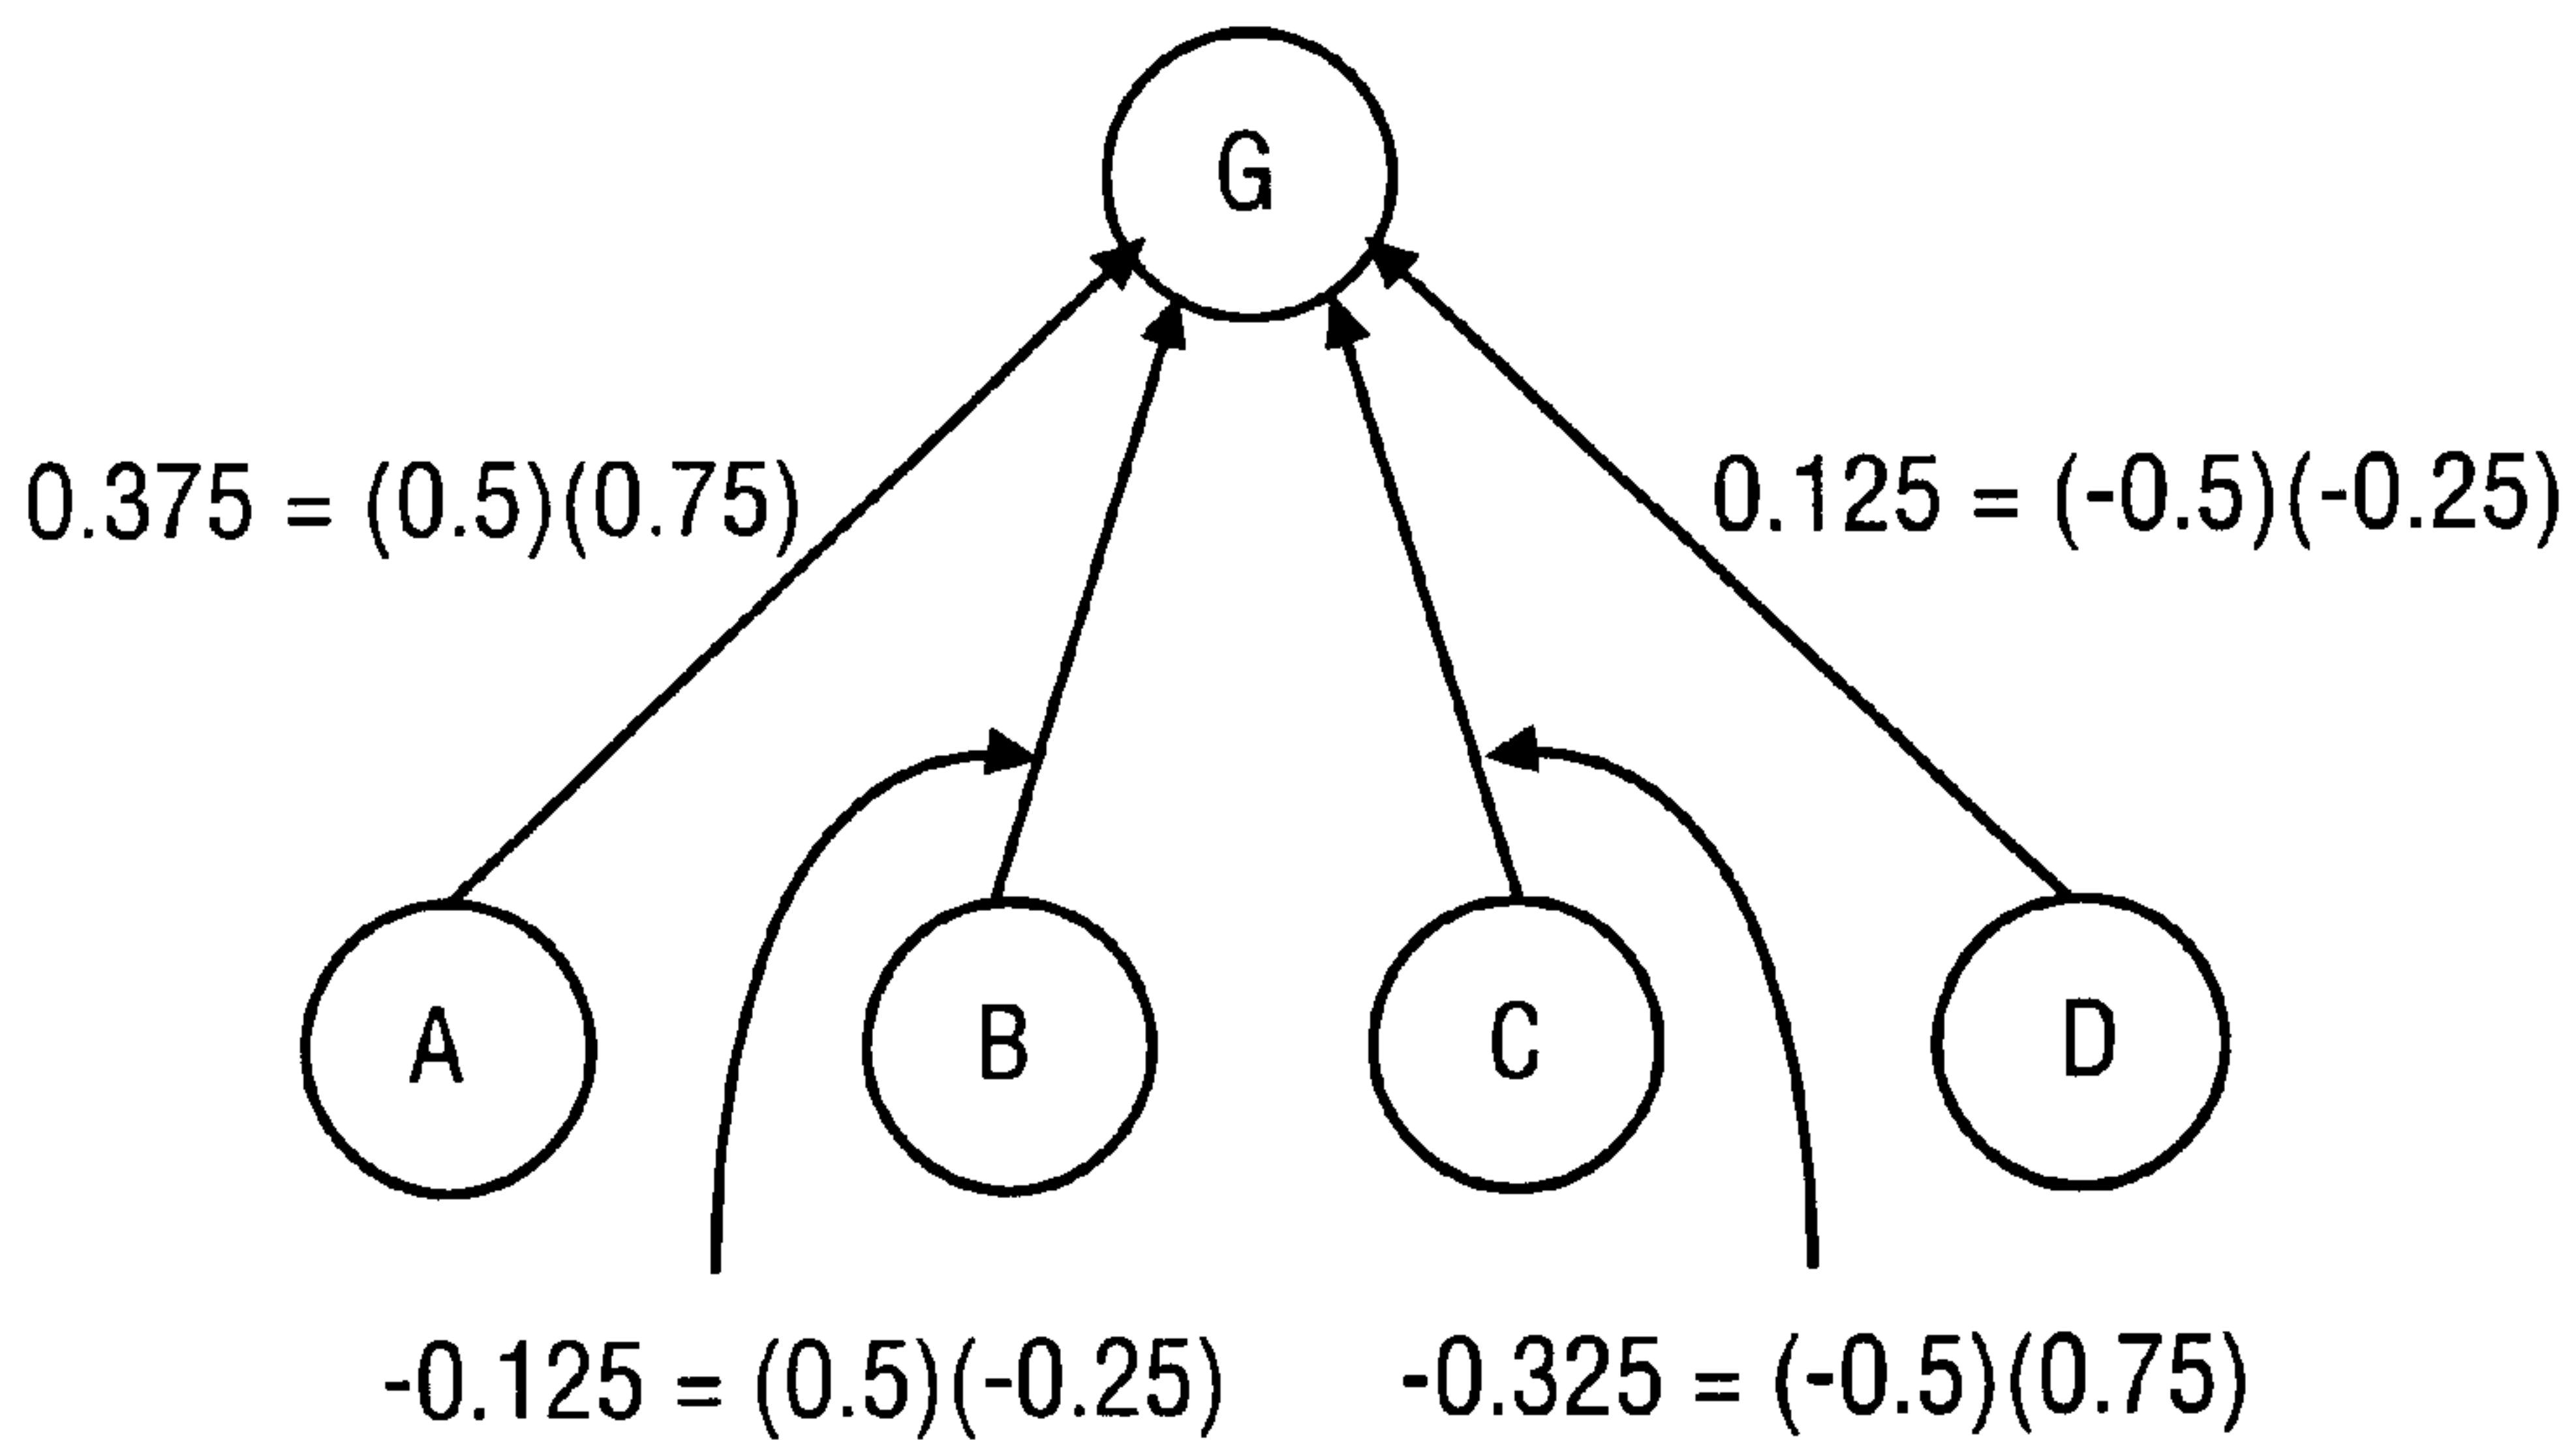 G
0.375 = (0.5)(0.75)
0.125 = (-0.5)(-0.25)
A
B
C
D
-0.125 = (0.5)(-0.25)
-0.325 = (-0.5)(0.75)